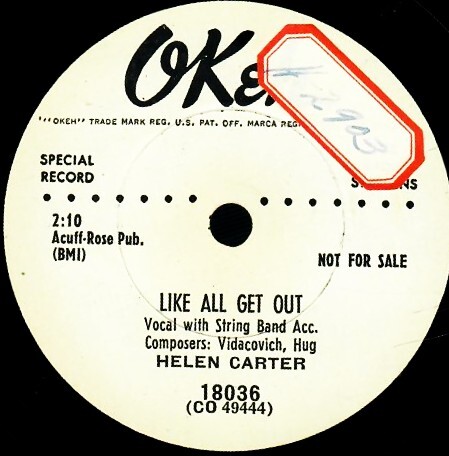 OKeh
"OKEH" TRADE MARK REG. U.S. PAT. OFF. MARCA REG.
SPECIAL
RECORD
2:10
Acuff-Rose Pub.
(BMI)
NOT FOR SALE
LIKE ALL GET OUT
Vocal with String Band Acc.
Composers: Vidacovich, Hug
HELEN CARTER
18036
(CO 49444)